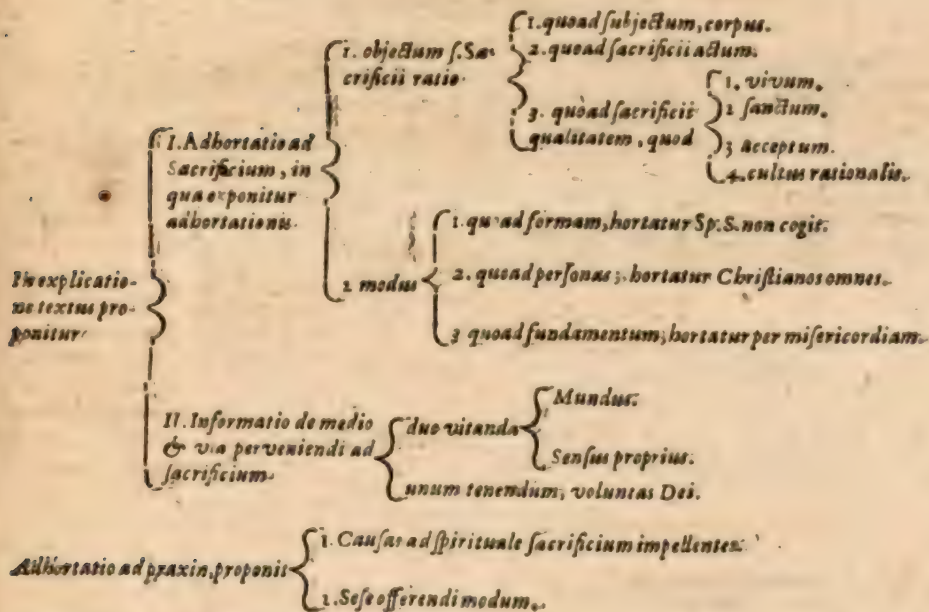 1. quoad ſubjectum, corpus.
1. objectum ſ. Sa-
crificii ratio.
2. quoad ſacrificii actum.
3. quoad ſacrificii
qualitatem, quod
1. vivum.
2 ſanctum.
3 acceptum.
4. cultus rationalis.
I. Adhortatio ad
Sacrificium, in
qua exponitur
adhortationis
2 modus
1. quoad formam, hortatur Sp. S. non cogit.
2. quoad perſonas; hortatur Chriſtianos omnes.
3 quoad fundamentum, hortatur per miſericordiam.
In explicatio-
ne textus pro-
ponitur
II. Informatio de medio
& via perveniendi ad
ſacrificium.
duo vitanda
Mundus.
Senſus proprius.
unum tenendum, voluntas Dei.
Adhortatio ad praxin, proponit
1. Cauſas ad ſpirituale ſacrificium impellentes.
2. Seſe offerendi modum.